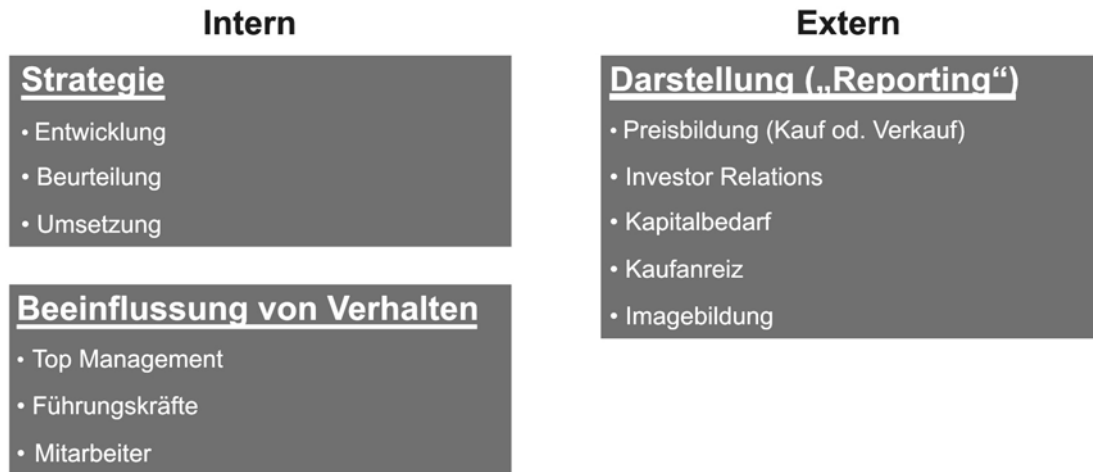 Intern
Strategie
• Entwicklung
• Beurteilung
• Umsetzung
Beeinflussung von Verhalten
• Top Management
• Führungskräfte
• Mitarbeiter
Extern
Darstellung („Reporting“)
• Preisbildung (Kauf od. Verkauf)
• Investor Relations
• Kapitalbedarf
• Kaufanreiz
• Imagebildung